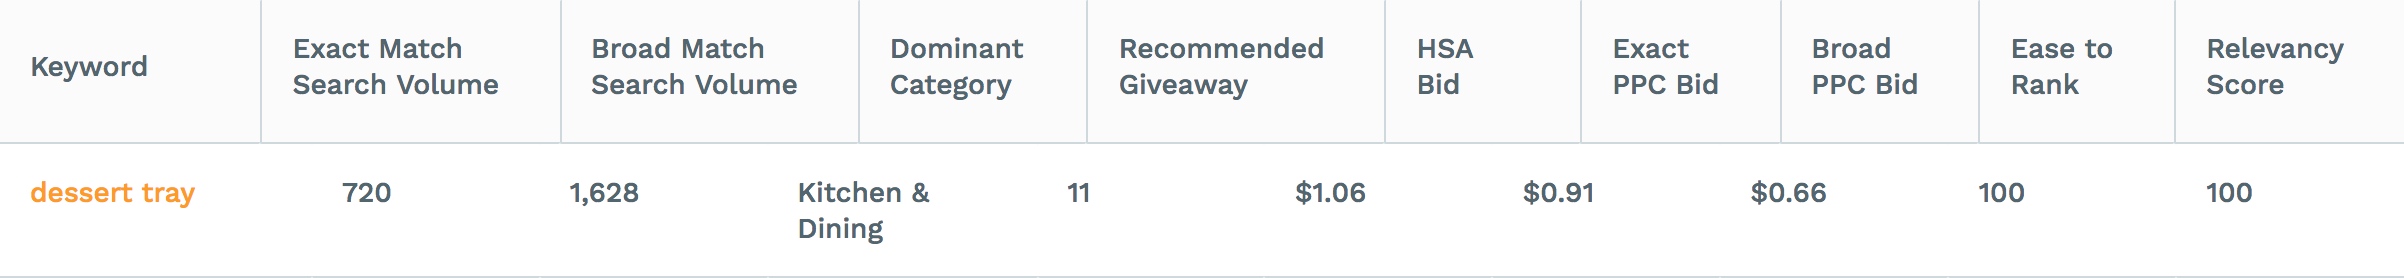 Keyword
Exact Match
Search Volume
Broad Match
Search Volume
Dominant
Category
Recommended
Giveaway
HSA
Bid
Exact
PPC Bid
Broad
PPC Bid
Ease to
Rank
Relevancy
Score
dessert tray
720
1,628
Kitchen &
Dining
11
$1.06
$0.91
$0.66
100
100